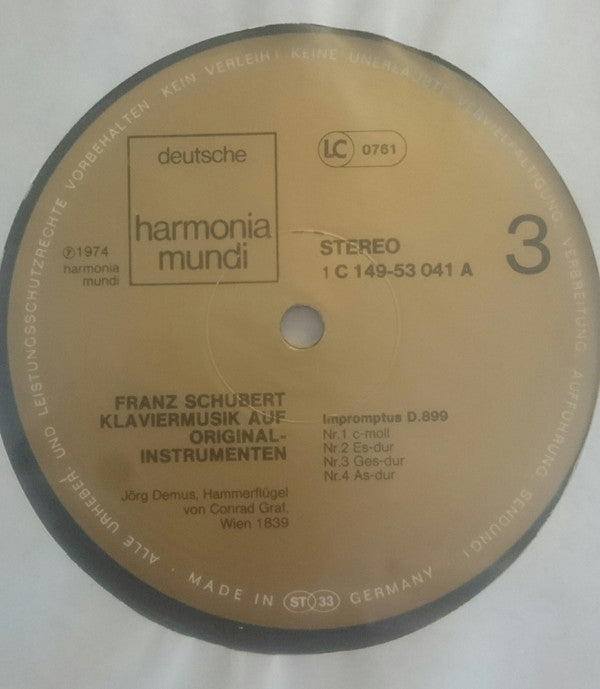 ALLE URHEBER- UND LEISTUNGSSCHUTZRECHTE VORBEHALTEN · KEIN VERLEIH! KEINE UNERLAUBTE VERVIELFÄLTIGUNG, VERBREITUNG, AUFFÜHRUNG, SENDUNG!
deutsche
harmonia
mundi
LC 0761
℗ 1974
harmonia
mundi
STEREO
1 C 149-53 041 A
3
FRANZ SCHUBERT
KLAVIERMUSIK AUF
ORIGINAL-
INSTRUMENTEN
Jörg Demus, Hammerflügel
von Conrad Graf,
Wien 1839
Impromptus D.899
Nr.1 c-moll
Nr.2 Es-dur
Nr.3 Ges-dur
Nr.4 As-dur
· MADE IN ST 33 GERMANY